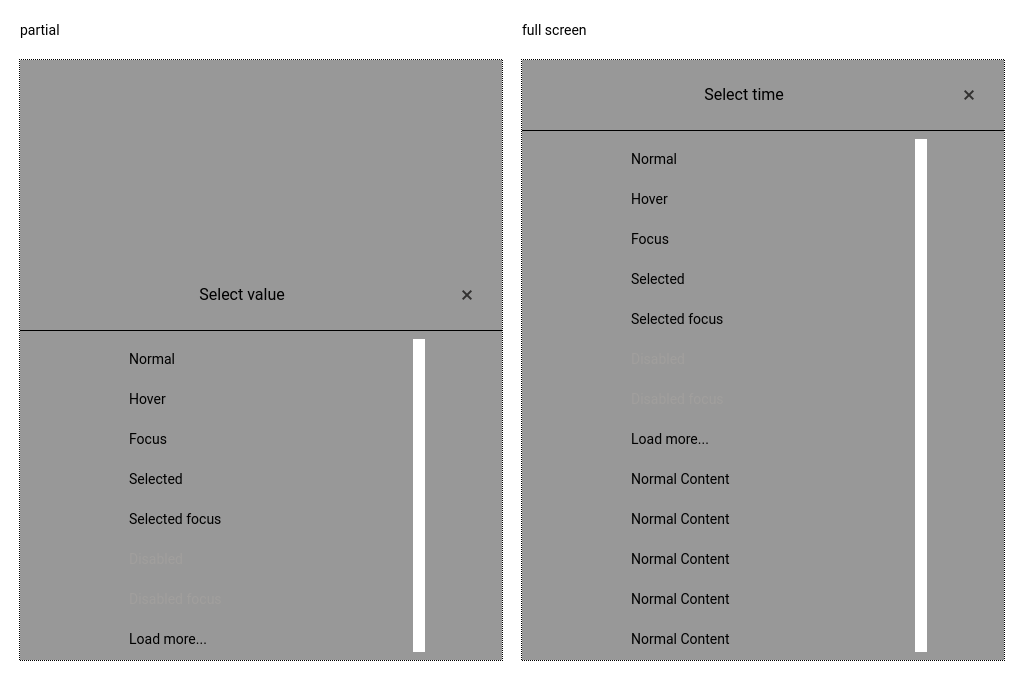 partial
Select value
Normal
Hover
Focus
Selected
Selected focus
Disabled
Disabled focus
Load more...
full screen
Select time
Normal
Hover
Focus
Selected
Selected focus
Disabled
Disabled focus
Load more...
Normal Content
Normal Content
Normal Content
Normal Content
Normal Content